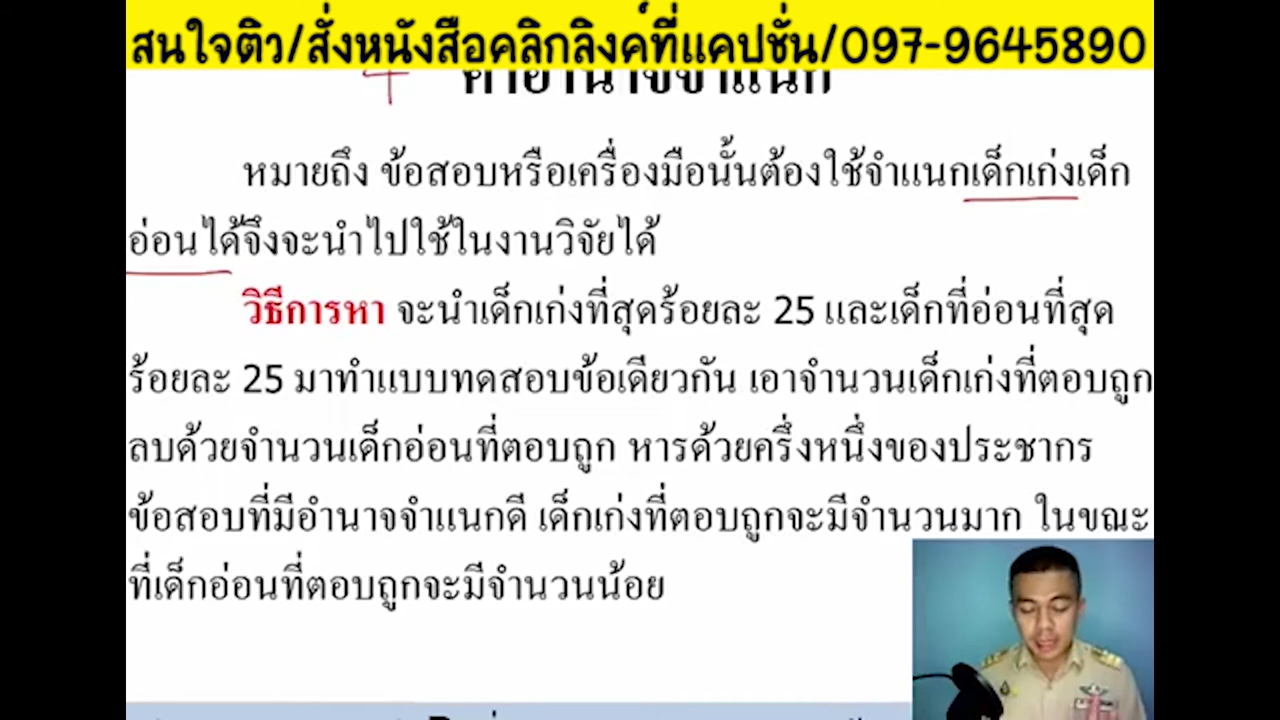 สนใจติว/สั่งหนังสือคลิกลิงค์ที่แคปชั่น/097-9645890
ค่าอำนาจจำแนก
หมายถึง ข้อสอบหรือเครื่องมือนั้นต้องใช้จำแนกเด็กเก่งเด็ก
อ่อนได้จึงจะนำไปใช้ในงานวิจัยได้
วิธีการหา จะนำเด็กเก่งที่สุดร้อยละ 25 และเด็กที่อ่อนที่สุด
ร้อยละ 25 มาทำแบบทดสอบข้อเดียวกัน เอาจำนวนเด็กเก่งที่ตอบถูก
ลบด้วยจำนวนเด็กอ่อนที่ตอบถูก หารด้วยครึ่งหนึ่งของประชากร
ข้อสอบที่มีอำนาจจำแนกดี เด็กเก่งที่ตอบถูกจะมีจำนวนมาก ในขณะ
ที่เด็กอ่อนที่ตอบถูกจะมีจำนวนน้อย